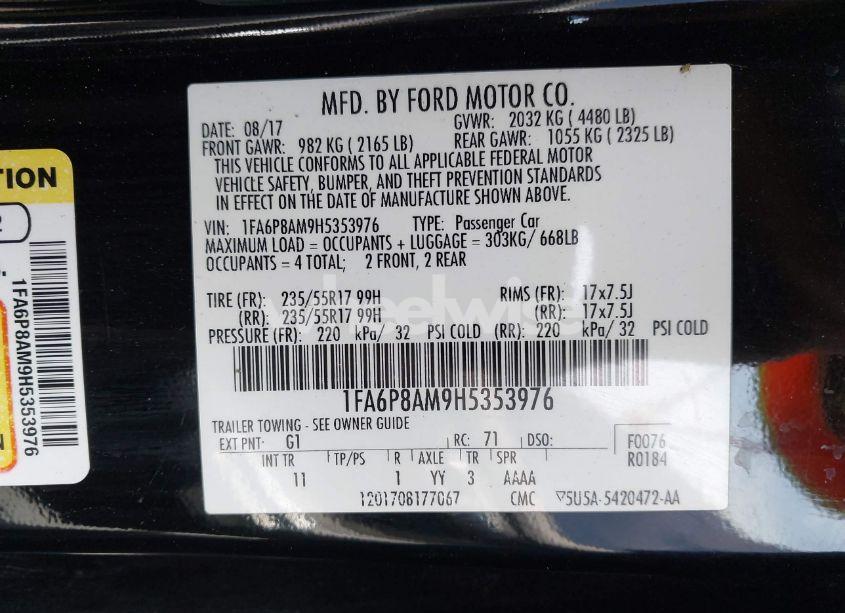 MFD. BY FORD MOTOR CO.
DATE: 08/17 GVWR: 2032 KG ( 4480 LB)
FRONT GAWR: 982 KG ( 2165 LB) REAR GAWR: 1055 KG ( 2325 LB)
THIS VEHICLE CONFORMS TO ALL APPLICABLE FEDERAL MOTOR
VEHICLE SAFETY, BUMPER, AND THEFT PREVENTION STANDARDS
IN EFFECT ON THE DATE OF MANUFACTURE SHOWN ABOVE.
VIN: 1FA6P8AM9H5353976 TYPE: Passenger Car
MAXIMUM LOAD = OCCUPANTS + LUGGAGE = 303KG/ 668LB
OCCUPANTS = 4 TOTAL; 2 FRONT, 2 REAR
TIRE (FR): 235/55R17 99H RIMS (FR): 17x7.5J
(RR): 235/55R17 99H (RR): 17x7.5J
PRESSURE (FR): 220 kPa/ 32 PSI COLD (RR): 220 kPa/ 32 PSI COLD
1FA6P8AM9H5353976
TRAILER TOWING - SEE OWNER GUIDE
EXT PNT: G1 RC: 71 DSO: F0076
R0184
INT TR TP/PS R AXLE TR SPR
11 1 YY 3 AAAA
1201708177067 CMC ▽5U5A-5420472-AA
TION
2
1FA6P8AM9H5353976
wheelwise